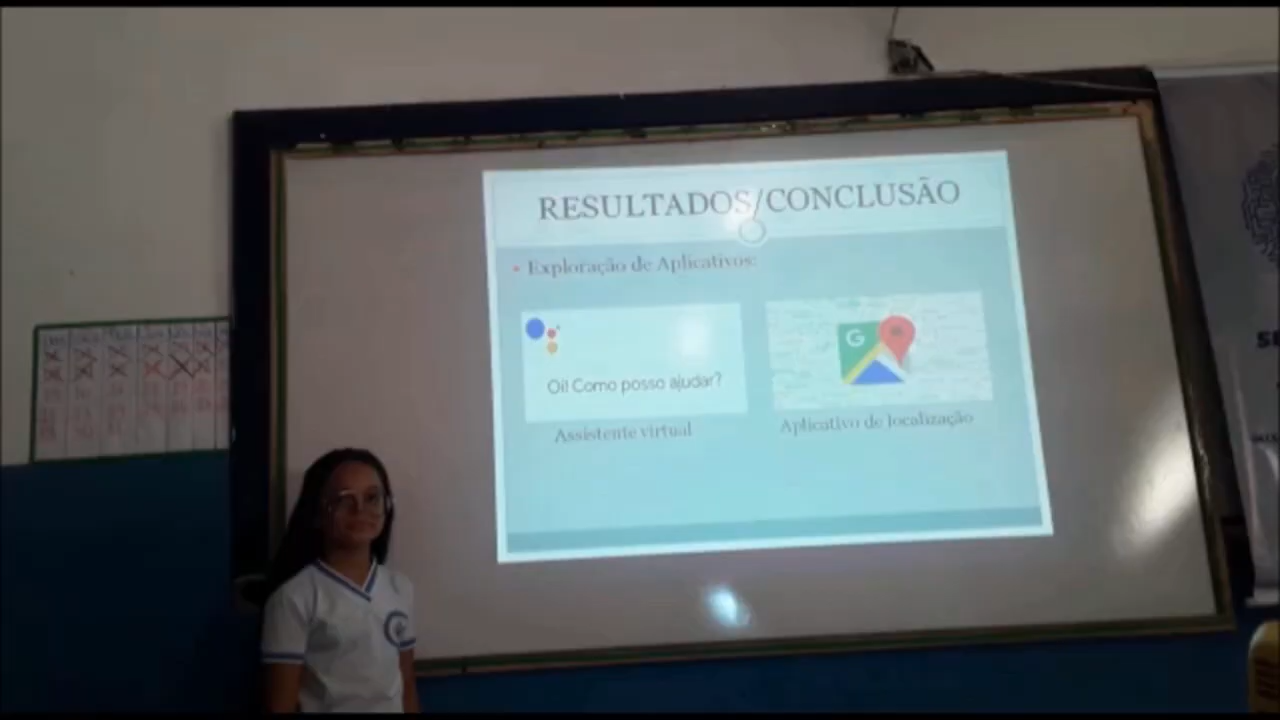 RESULTADOS/CONCLUSÃO
Exploração de Aplicativos:
G
Oi! Como posso ajudar?
Assistente virtual
Aplicativo de localização